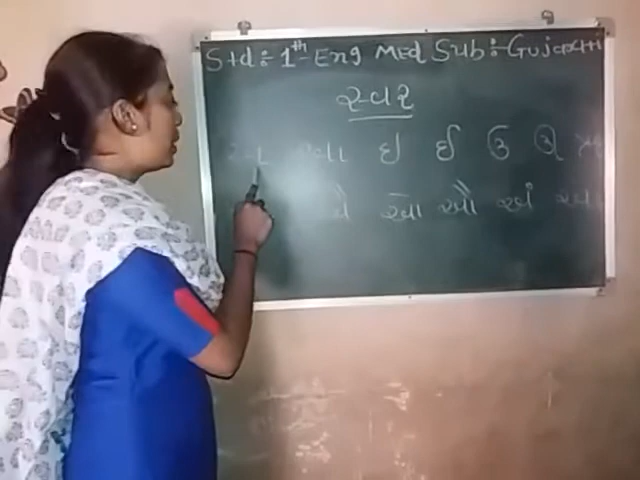 Std:- 1th - Eng Med Sub:- Gujarati
સ્વર
અ આ ઇ ઈ ઉ ઊ
ઐ ઓ ઔ અં